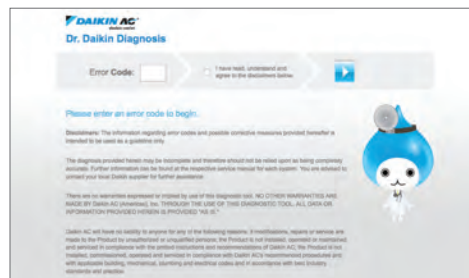 DAIKIN AC
Dr. Daikin Diagnosis
Error Code:
I have read, understand and
agree to the disclaimers below.
Please enter an error code to begin.
Disclaimers: The information regarding error codes and possible corrective measures provided hereafter is
intended to be used as a guideline only.
The diagnosis provided herein may be incomplete and therefore should not be relied upon as being completely
accurate. Further information can be found at the respective service manual for each system. You are advised to
contact your local Daikin supplier for further assistance.
There are no warranties expressed or implied by use of this diagnostic tool. NO OTHER WARRANTIES ARE
MADE BY Daikin AC (Americas), Inc. THROUGH THE USE OF THIS DIAGNOSTIC TOOL. ALL DATA OR
INFORMATION PROVIDED HEREIN IS PROVIDED "AS IS."
Daikin AC will have no liability to anyone for any of the following reasons: if modifications, repairs or service are
made to the Product by unauthorized or unqualified persons; the Product is not installed, operated or maintained
and serviced in compliance with the product instructions and recommendations of Daikin AC; the Product is not
installed, commissioned, operated and serviced in compliance with Daikin AC's recommended procedures and
with applicable building, mechanical, plumbing and electrical codes and in accordance with best industry
standards and practice.